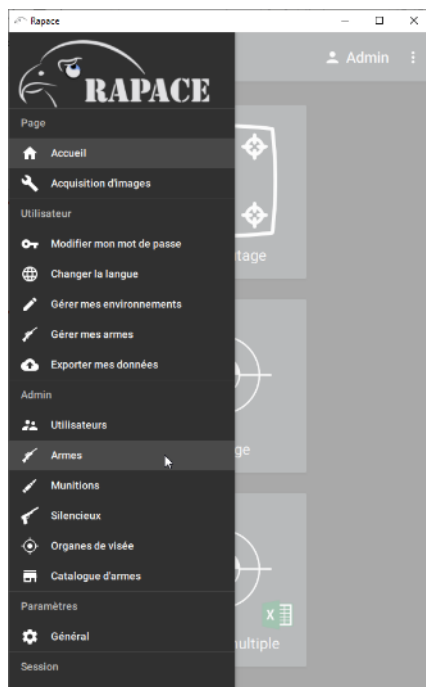 Rapace
RAPACE
Admin
Page
Accueil
Acquisition d'images
Utilisateur
Modifier mon mot de passe
Changer la langue
Gérer mes environnements
Gérer mes armes
Exporter mes données
Admin
Utilisateurs
Armes
Munitions
Silencieux
Organes de visée
Catalogue d'armes
Paramètres
Général
Session
tage
ge
ultiple